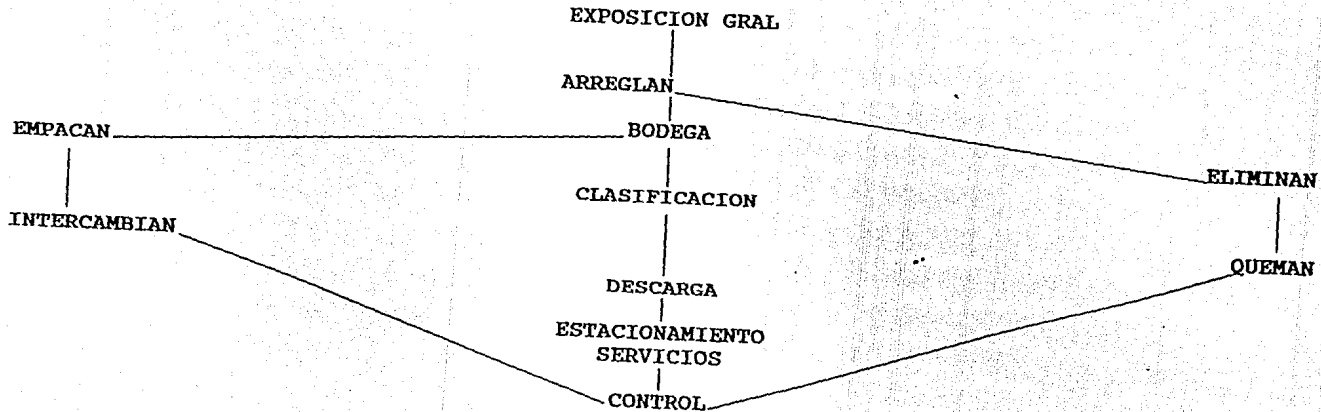 EXPOSICION GRAL
ARREGLAN
EMPACAN
BODEGA
ELIMINAN
CLASIFICACION
INTERCAMBIAN
QUEMAN
DESCARGA
ESTACIONAMIENTO
SERVICIOS
CONTROL